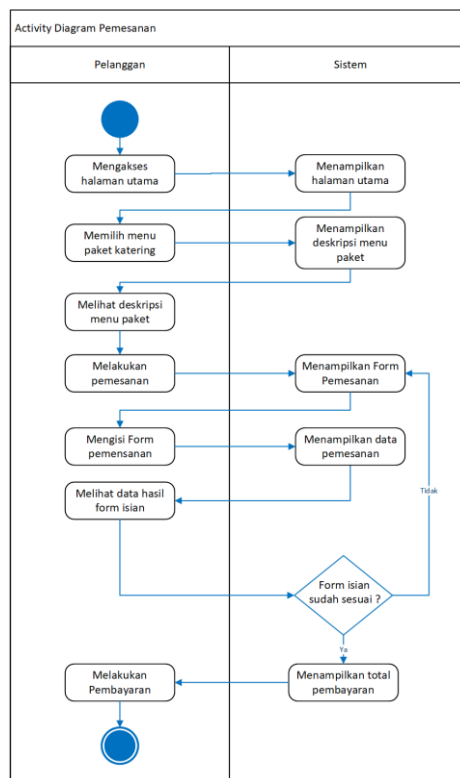 Activity Diagram Pemesanan
Pelanggan
Sistem
Mengakses
halaman utama
Menampilkan
halaman utama
Memilih menu
paket katering
Menampilkan
deskripsi menu
paket
Melihat deskripsi
menu paket
Melakukan
pemesanan
Menampilkan Form
Pemesanan
Mengisi Form
pemensanan
Menampilkan data
pemesanan
Melihat data hasil
form isian
Tidak
Form isian
sudah sesuai ?
Ya
Melakukan
Pembayaran
Menampilkan total
pembayaran